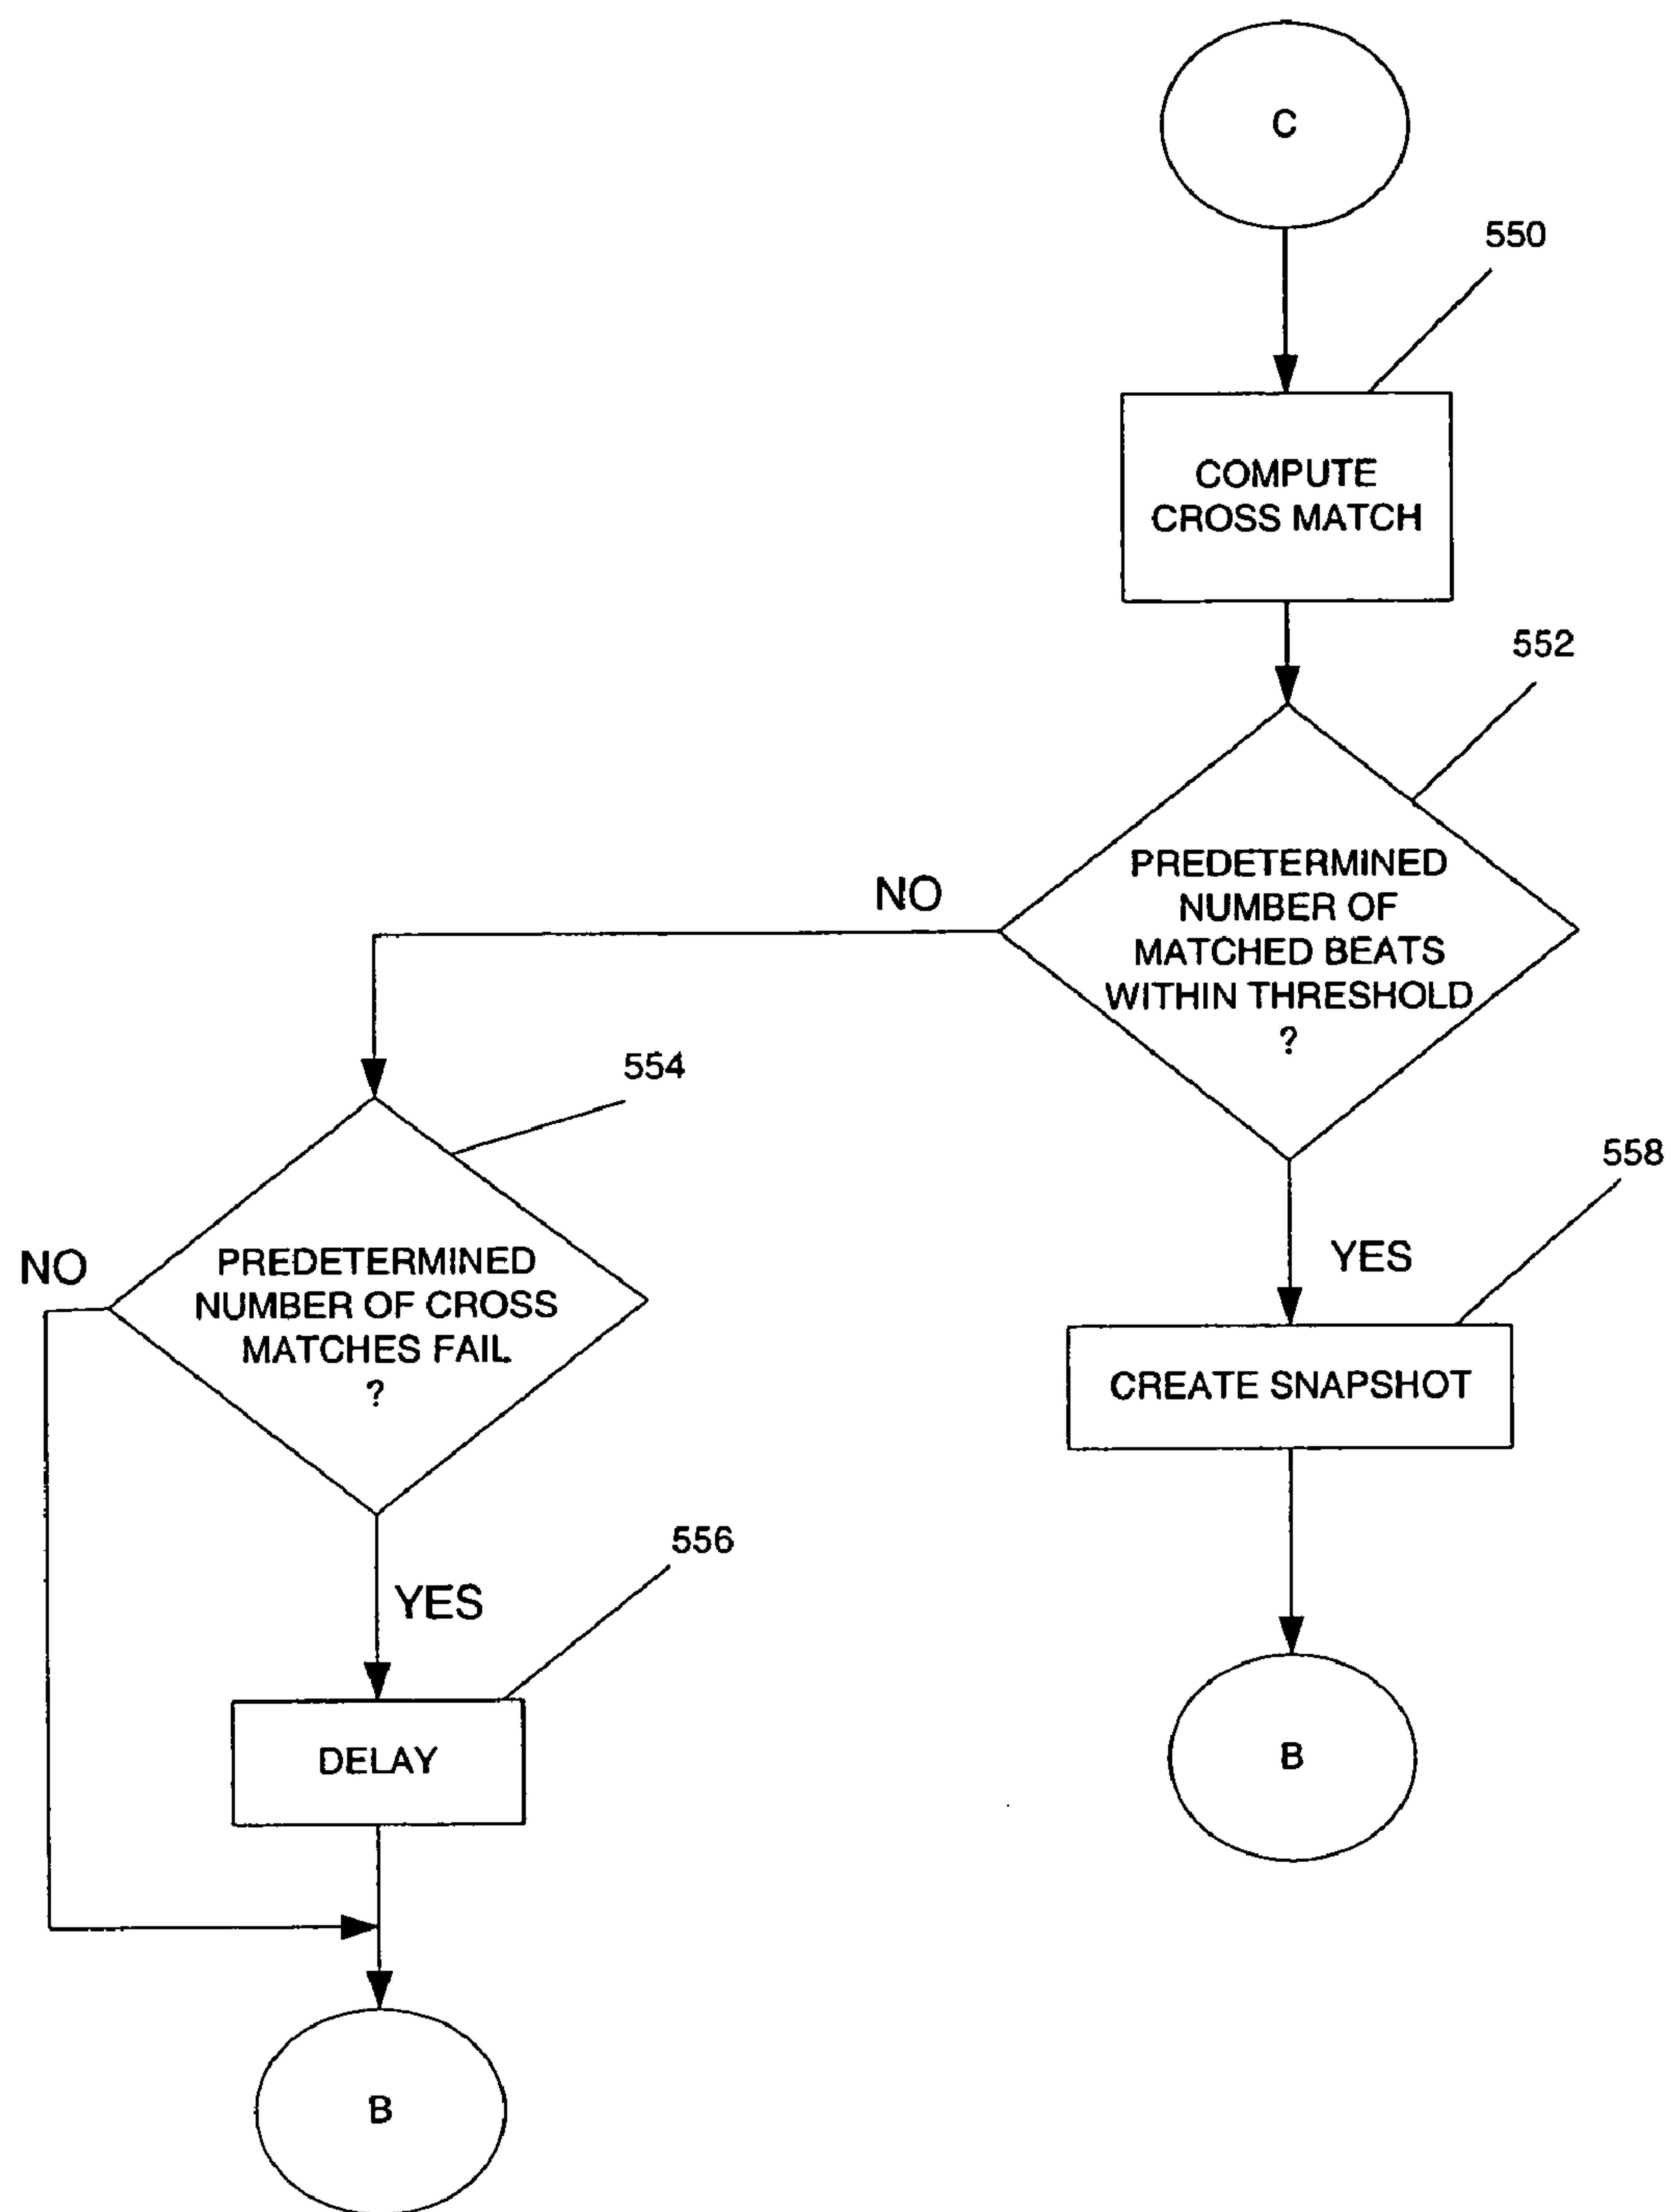 C
550
COMPUTE
CROSS MATCH
552
PREDETERMINED
NUMBER OF
MATCHED BEATS
WITHIN THRESHOLD
?
NO
554
PREDETERMINED
NUMBER OF CROSS
MATCHES FAIL
?
NO
YES
556
DELAY
B
YES
558
CREATE SNAPSHOT
B